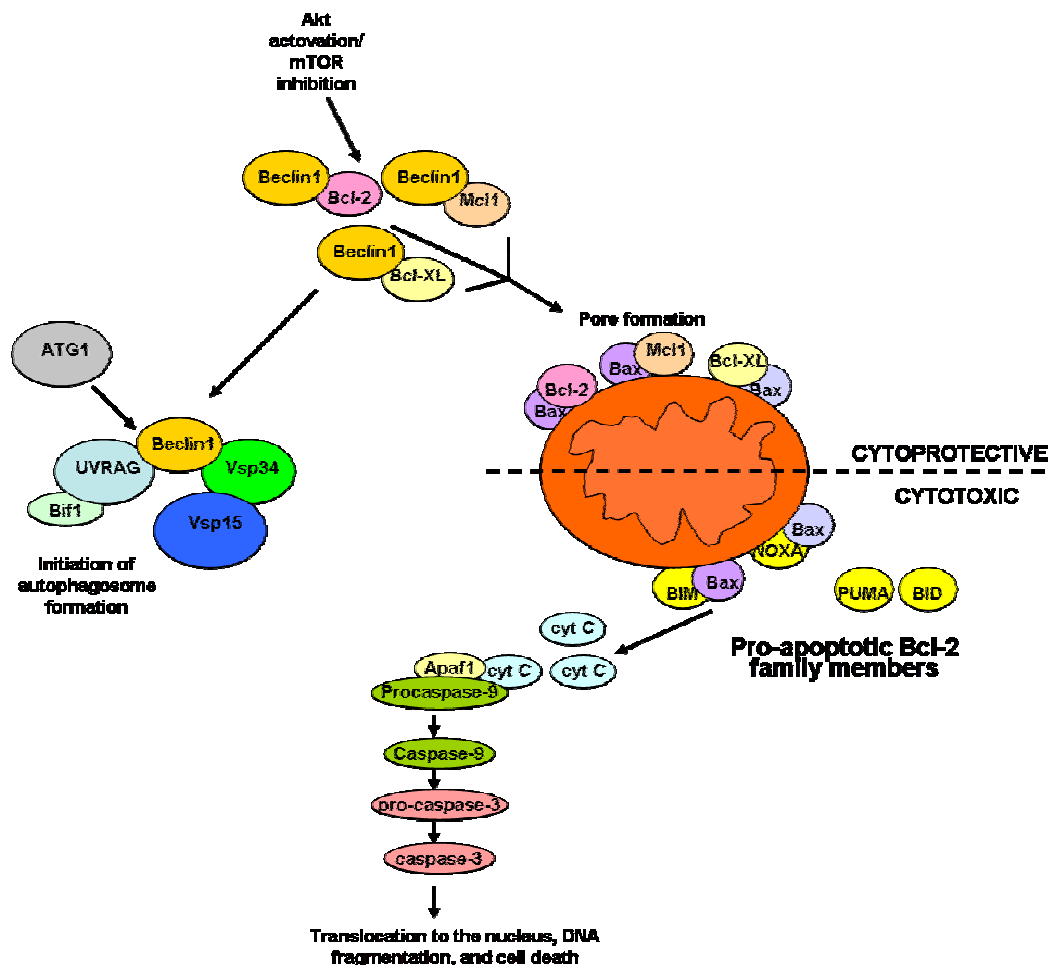 Akt
actovation/
mTOR
inhibition
Beclin1
Bcl-2
Beclin1
Mcl1
Beclin1
Bcl-XL
Pore formation
ATG1
Beclin1
UVRAG
Vsp34
Bif1
Vsp15
Initiation of
autophagosome
formation
Bax
Mcl1
Bcl-XL
Bax
Bcl-2
Bax
CYTOPROTECTIVE
CYTOTOXIC
Bax
NOXA
BIM
Bax
PUMA
BID
Pro-apoptotic Bcl-2
family members
cyt C
cyt C
cyt C
Apaf1
Procaspase-9
Caspase-9
pro-caspase-3
caspase-3
Translocation to the nucleus, DNA
fragmentation, and cell death